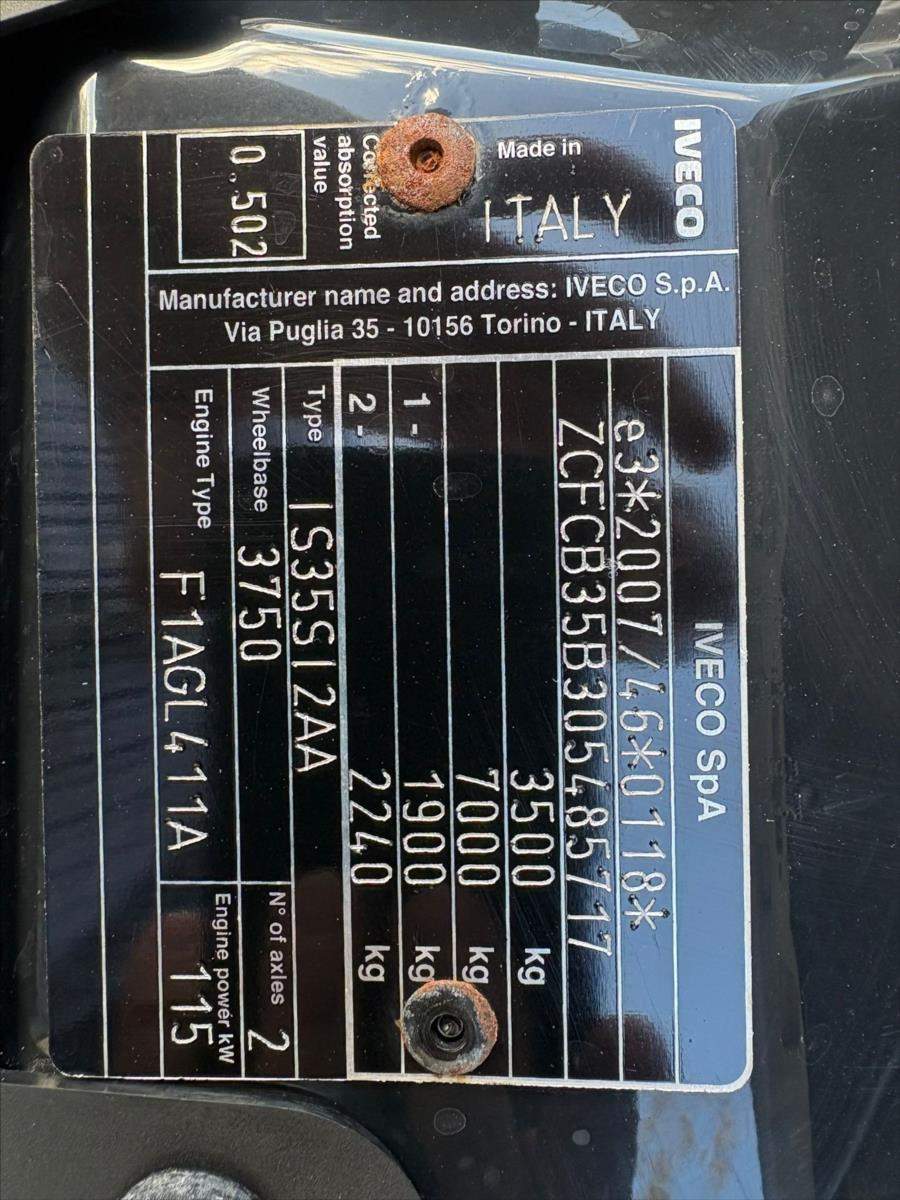 IVECO
Made in
ITALY
Corrected
absorption
value
0.502
Manufacturer name and address: IVECO S.p.A.
Via Puglia 35 - 10156 Torino - ITALY
IVECO SpA
e3*2007/46*0118*
ZCFCB35B305485717
3500 kg
7000 kg
1- 1900 kg
2- 2240 kg
Type IS35SI2AA
Wheelbase 3750 N° of axles 2
Engine Type F1AGL411A Engine power kW 115